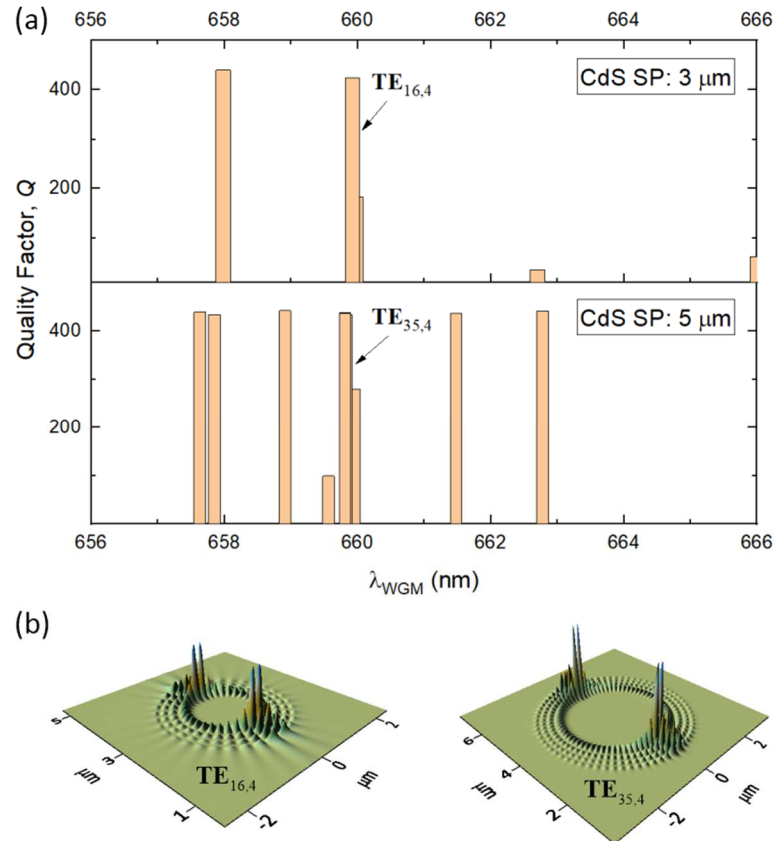 (a)
656 658 660 662 664 666
400
200
TE16,4
CdS SP: 3 μm
Quality Factor, Q
400
200
TE35,4
CdS SP: 5 μm
656 658 660 662 664 666
λWGM (nm)
(b)
5
3
1
μm
TE16,4
2
0
-2
μm
6
4
2
μm
TE35,4
2
0
-2
μm